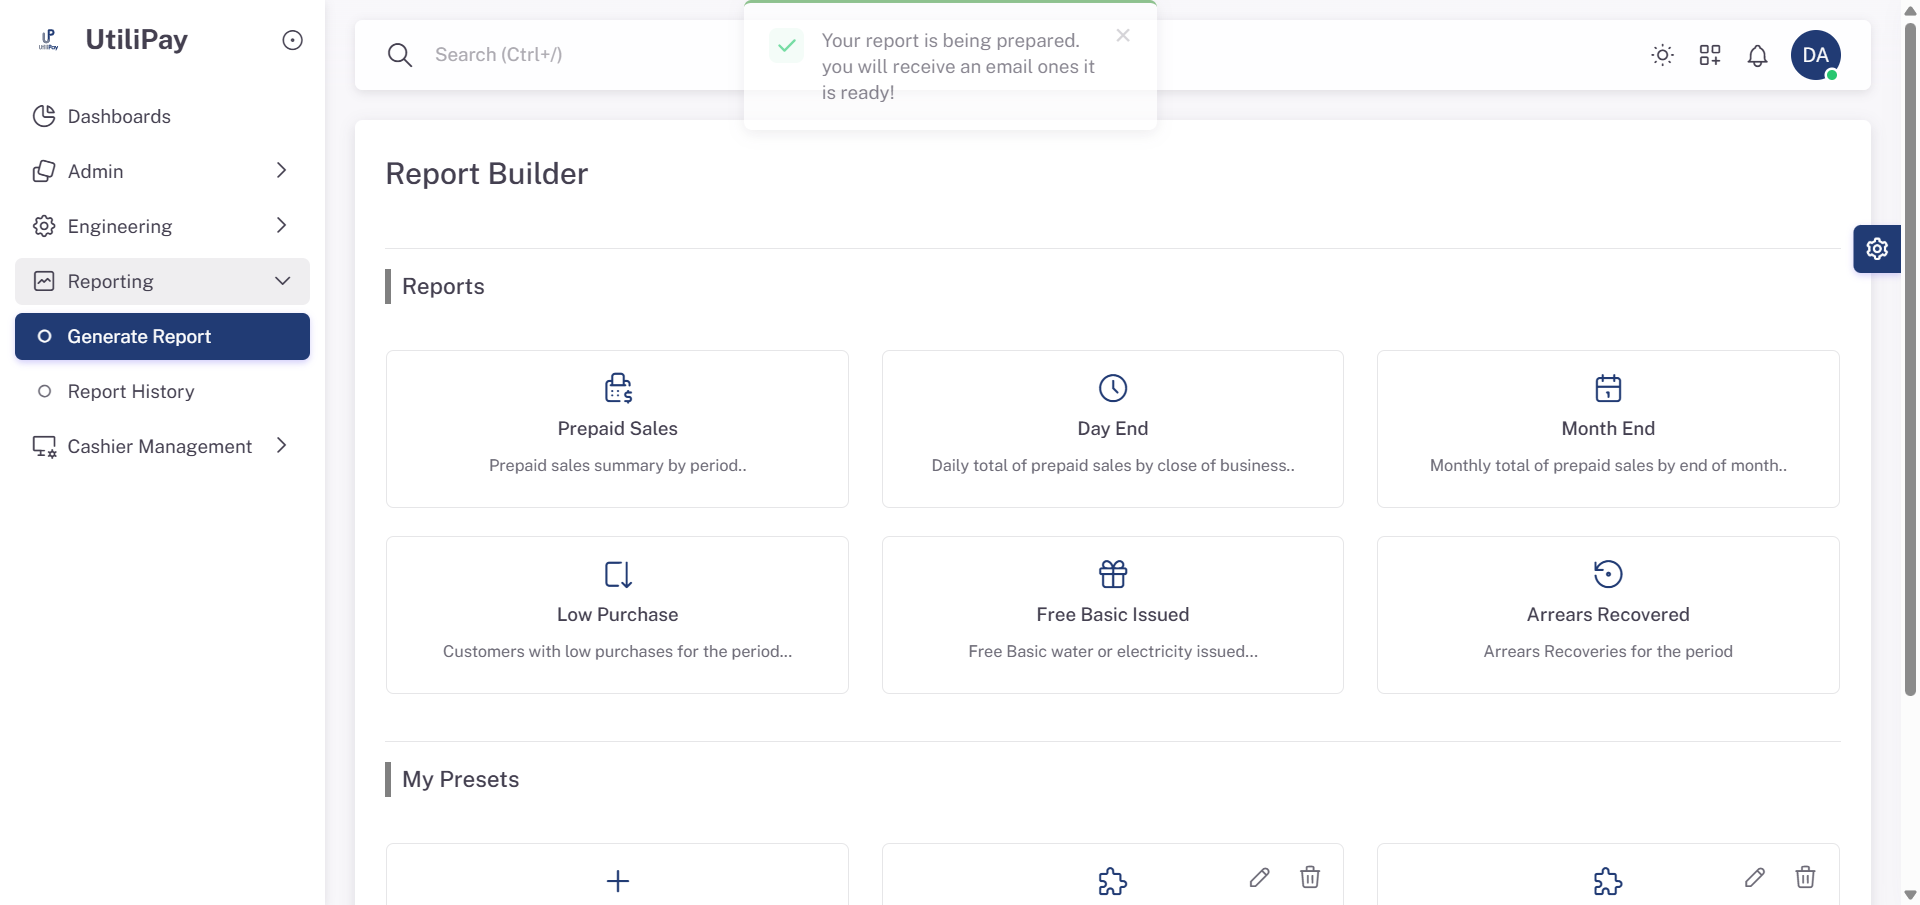 UP
UtiliPay
UtiliPay
Search (Ctrl+/)
Your report is being prepared.
you will receive an email ones it
is ready!
DA
Dashboards
Admin
Engineering
Reporting
Generate Report
Report History
Cashier Management
Report Builder
Reports
Prepaid Sales
Prepaid sales summary by period..
Day End
Daily total of prepaid sales by close of business..
1
Month End
Monthly total of prepaid sales by end of month..
Low Purchase
Customers with low purchases for the period...
Free Basic Issued
Free Basic water or electricity issued...
Arrears Recovered
Arrears Recoveries for the period
My Presets